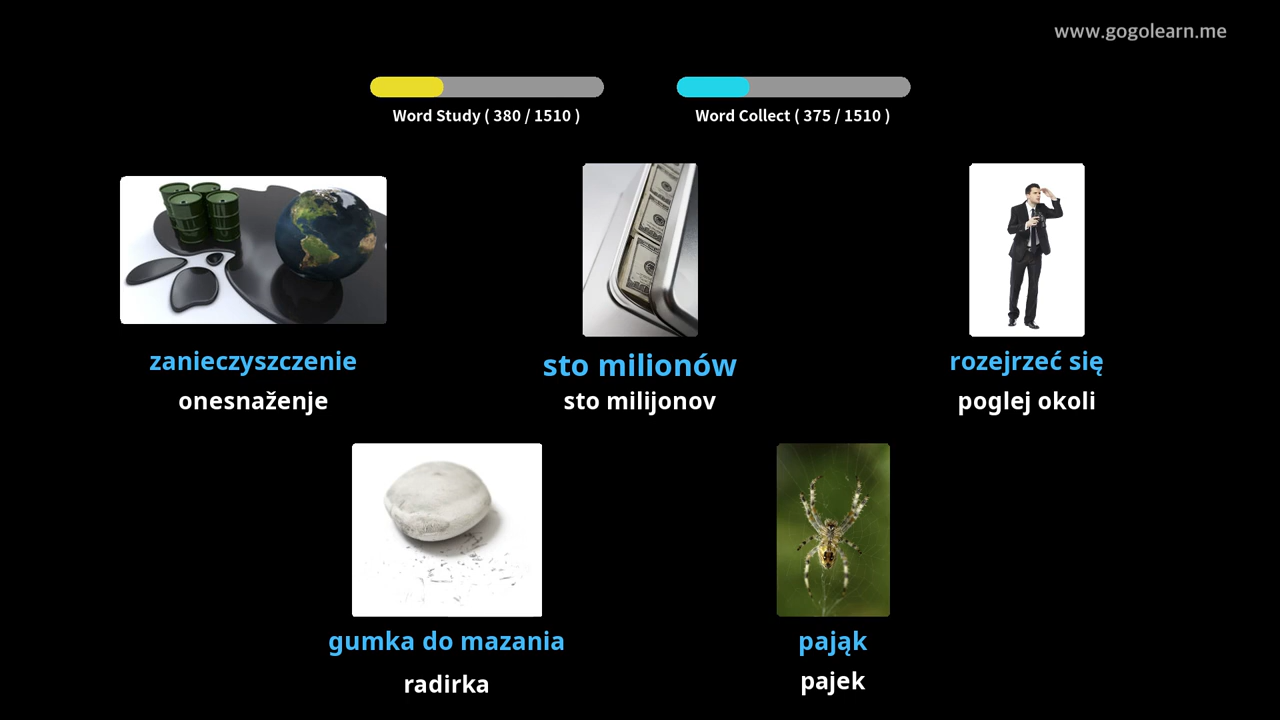 www.gogolearn.me
Word Study ( 380 / 1510 )
Word Collect ( 375 / 1510 )
zanieczyszczenie
onesnaženje
sto milionów
sto milijonov
rozejrzeć się
poglej okoli
gumka do mazania
radirka
pająk
pajek